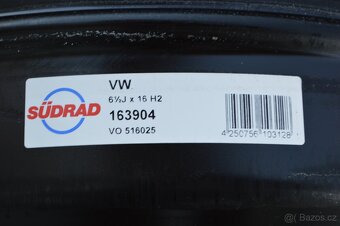 VW
6½J x 16 H2
SÜDRAD
163904
VO 516025
4 250756 103128
Bazos.cz